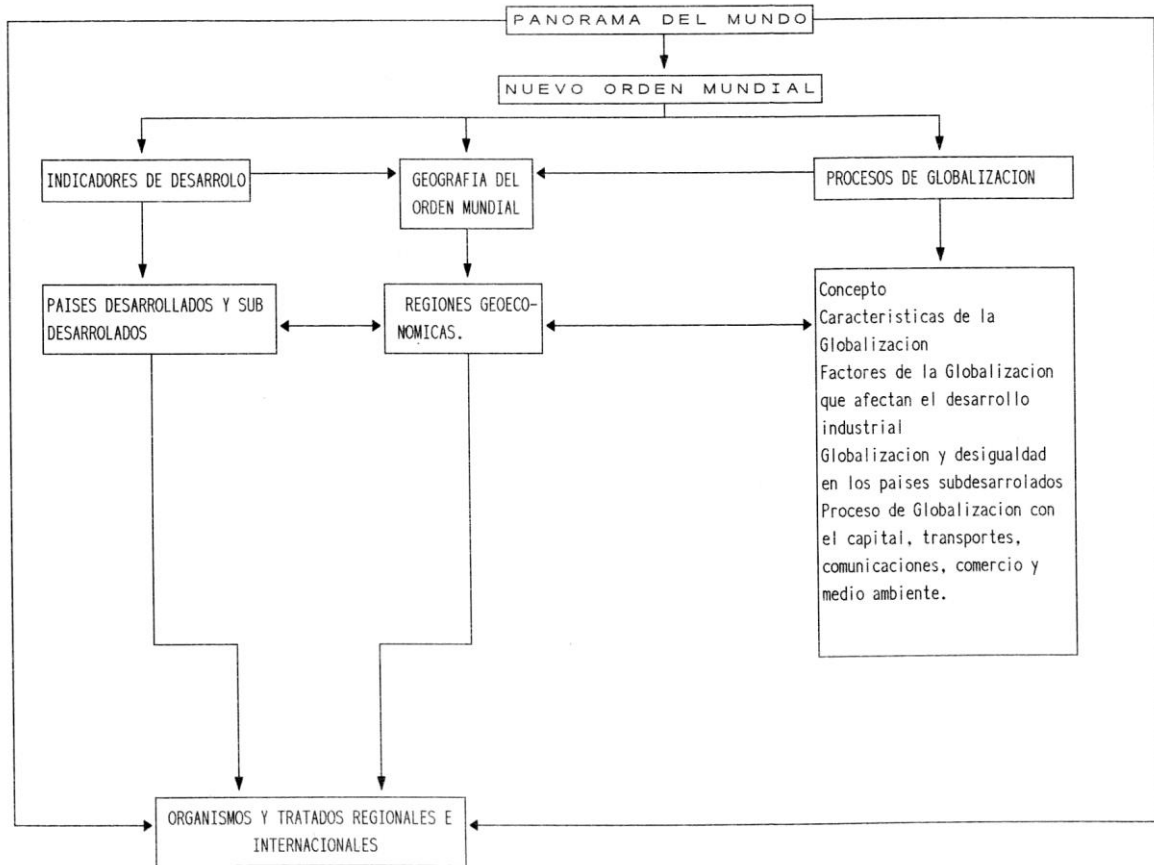 PANORAMA DEL MUNDO
NUEVO ORDEN MUNDIAL
INDICADORES DE DESARROLO
GEOGRAFIA DEL
ORDEN MUNDIAL
PROCESOS DE GLOBALIZACION
PAISES DESARROLLADOS Y SUB
DESARROLADOS
REGIONES GEOECO-
NOMICAS.
Concepto
Caracteristicas de la
Globalizacion
Factores de la Globalizacion
que afectan el desarrollo
industrial
Globalizacion y desigualdad
en los paises subdesarrolados
Proceso de Globalizacion con
el capital, transportes,
comunicaciones, comercio y
medio ambiente.
ORGANISMOS Y TRATADOS REGIONALES E
INTERNACIONALES